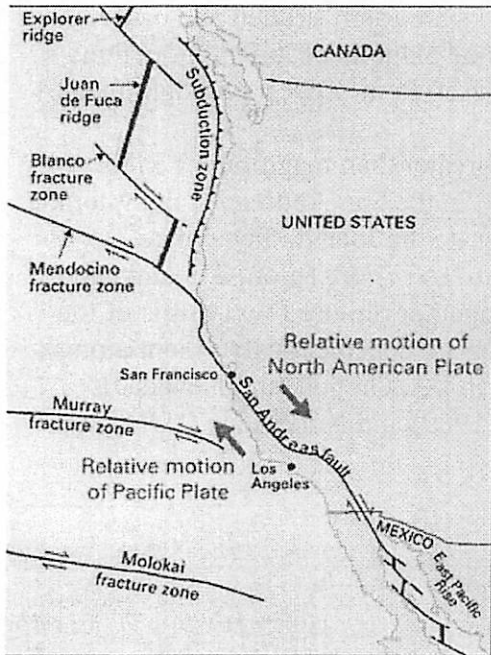 Explorer
ridge
CANADA
Juan
de Fuca
ridge
Subduction zone
Blanco
fracture
zone
UNITED STATES
Mendocino
fracture zone
Relative motion of
North American Plate
San Francisco
San Andreas fault
Murray
fracture zone
Relative motion
of Pacific Plate
Los
Angeles
MEXICO
East Pacific
Rise
Molokai
fracture zone